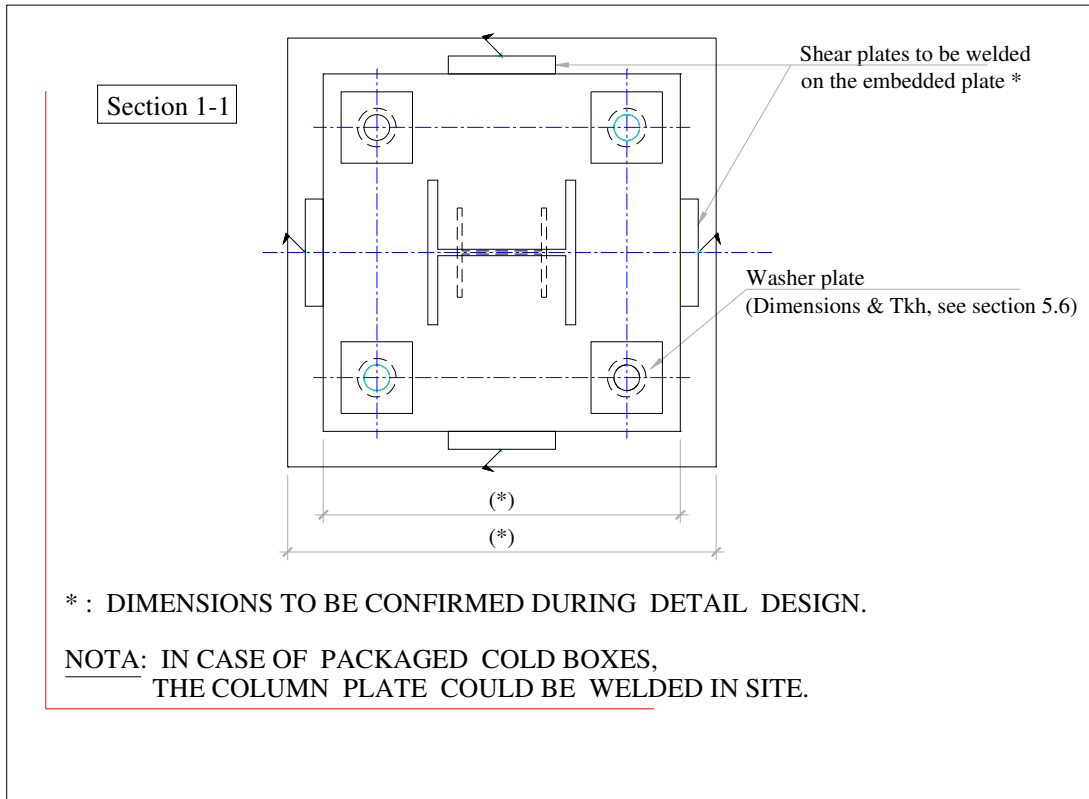 Section 1-1
Shear plates to be welded
on the embedded plate *
Washer plate
(Dimensions & Tkh, see section 5.6)
(*)
(*)
* : DIMENSIONS TO BE CONFIRMED DURING DETAIL DESIGN.
NOTA: IN CASE OF PACKAGED COLD BOXES,
THE COLUMN PLATE COULD BE WELDED IN SITE.